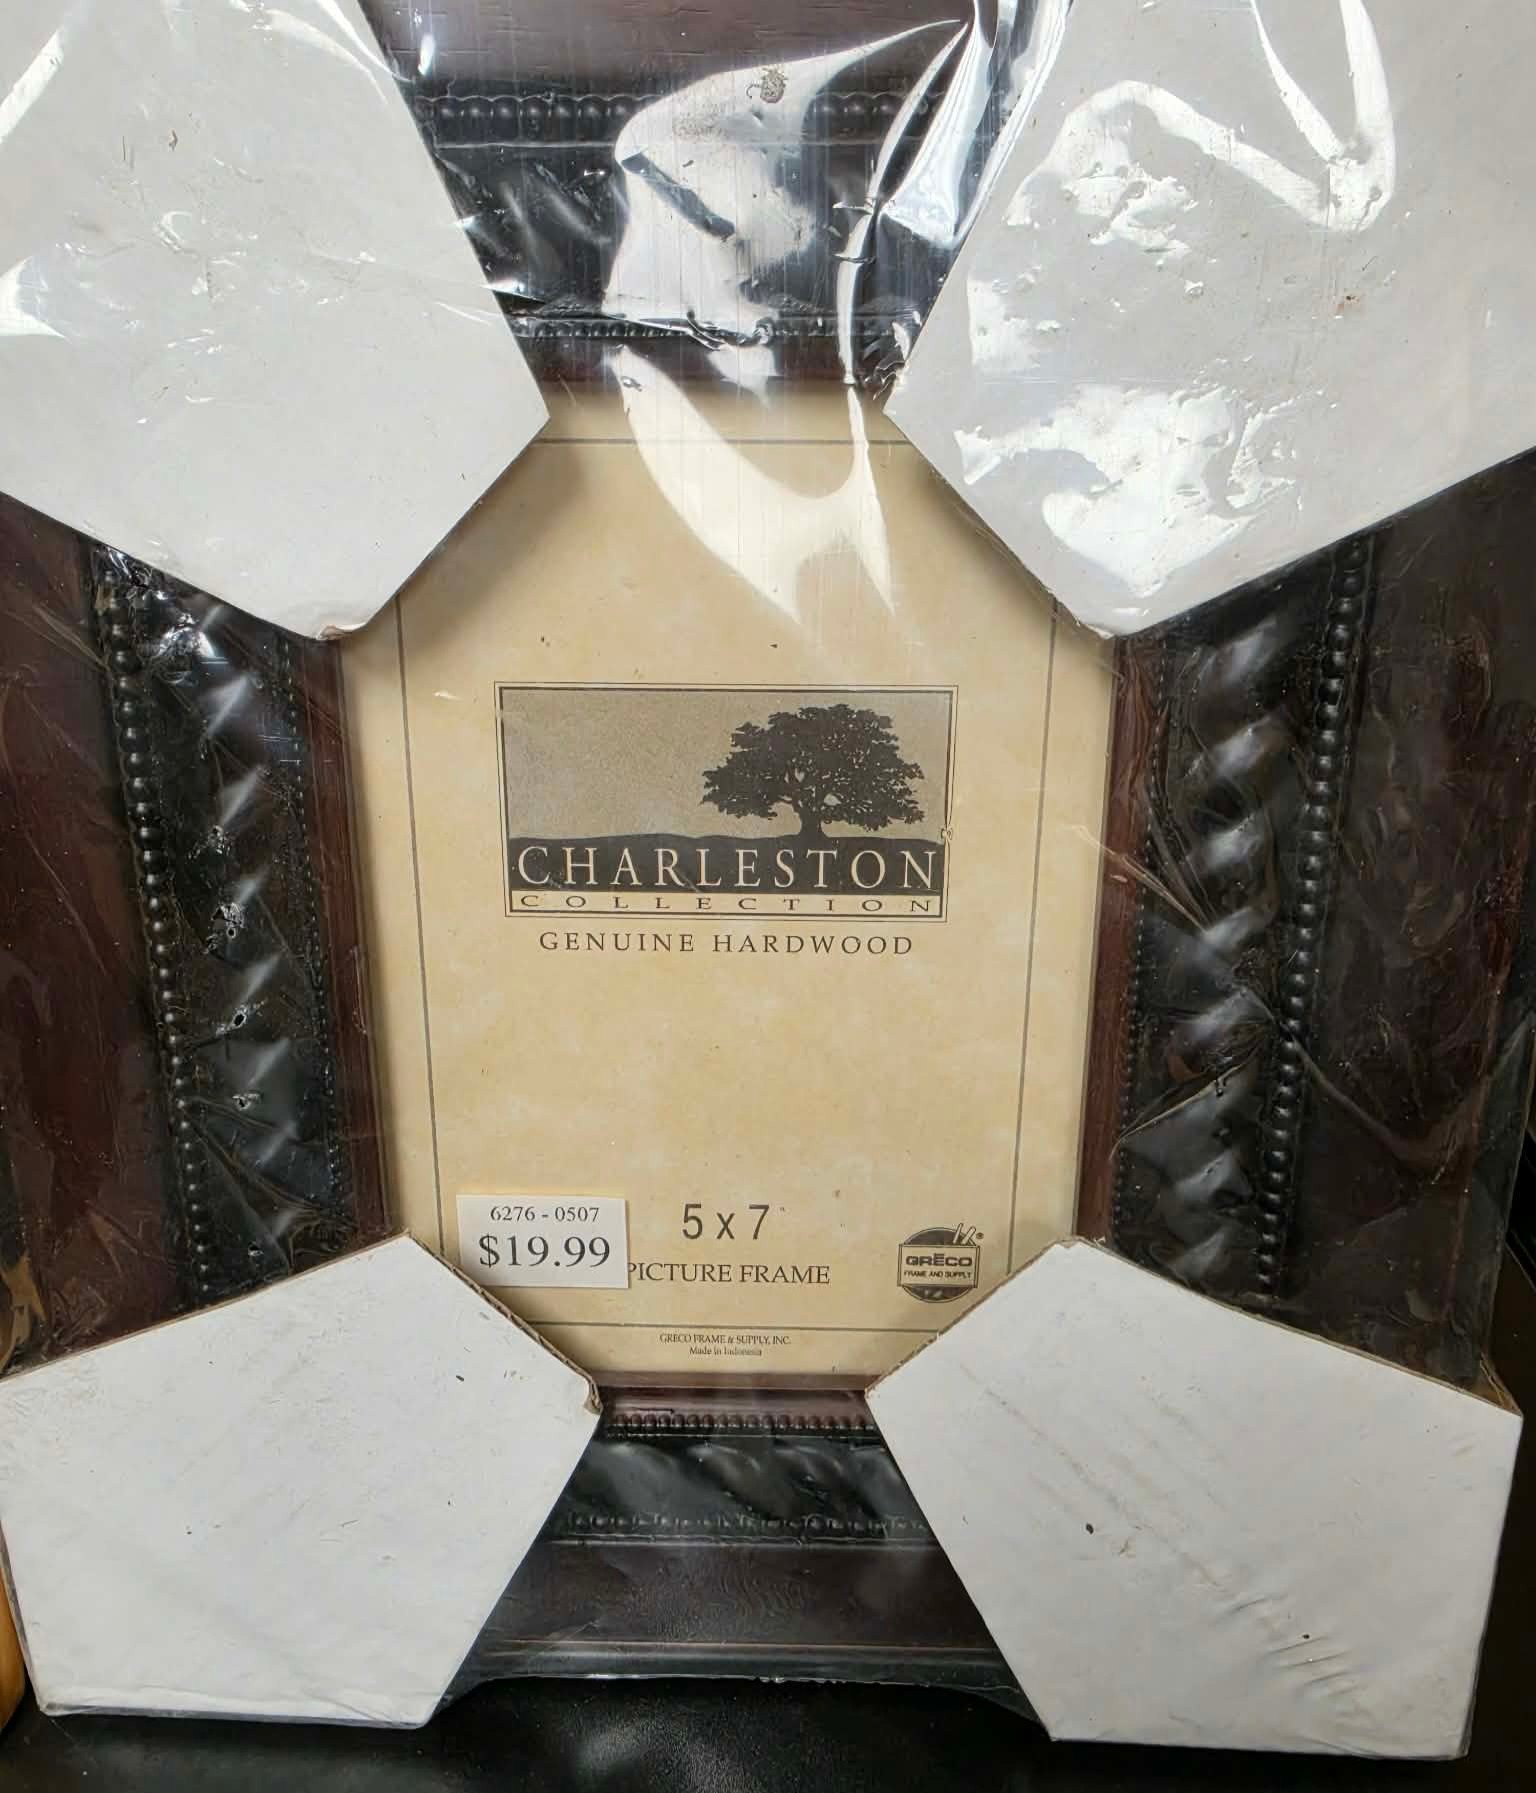 CHARLESTON
COLLECTION
GENUINE HARDWOOD
6276 - 0507
$19.99
5 x 7
PICTURE FRAME
GRĒCO®
FRAME AND SUPPLY
GRECO FRAME & SUPPLY, INC.
Made in Indonesia